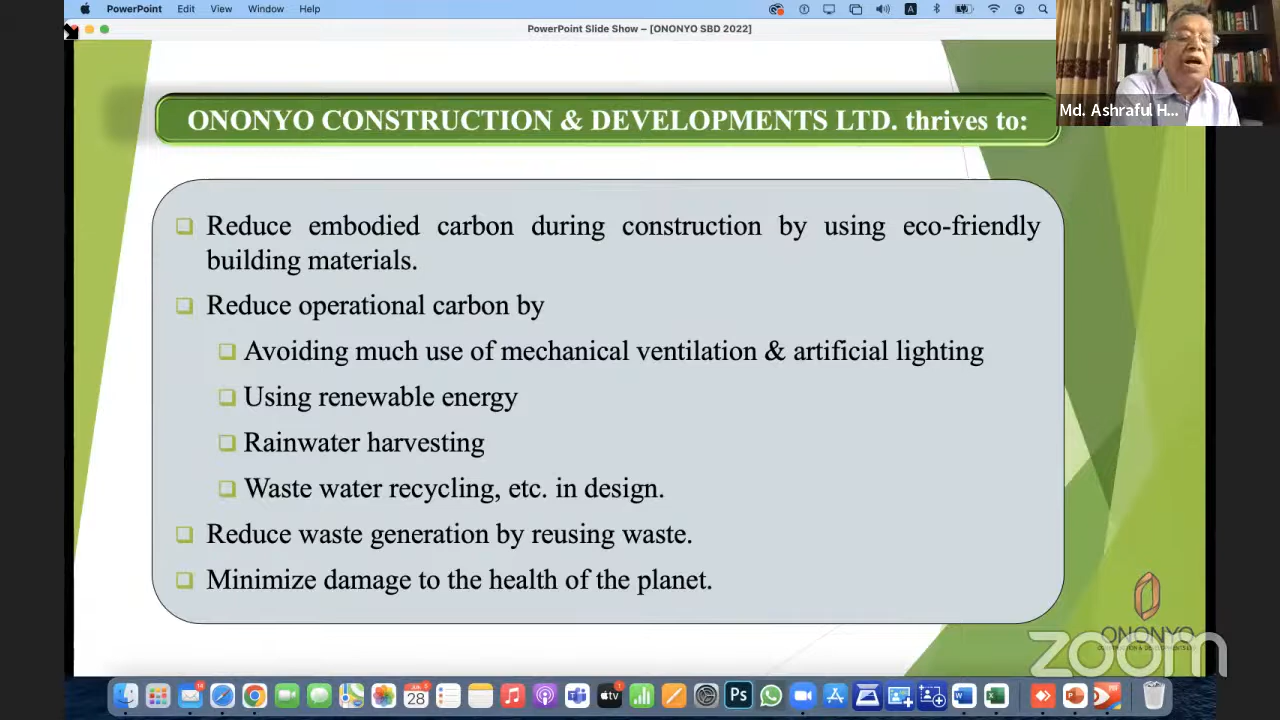 PowerPoint Edit View Window Help
PowerPoint Slide Show – [ONONYO SBD 2022]
Md. Ashraful H...
ONONYO CONSTRUCTION & DEVELOPMENTS LTD. thrives to:
Reduce embodied carbon during construction by using eco-friendly
building materials.
Reduce operational carbon by
Avoiding much use of mechanical ventilation & artificial lighting
Using renewable energy
Rainwater harvesting
Waste water recycling, etc. in design.
Reduce waste generation by reusing waste.
Minimize damage to the health of the planet.
ONONYO
zoom
28
tv
Ps